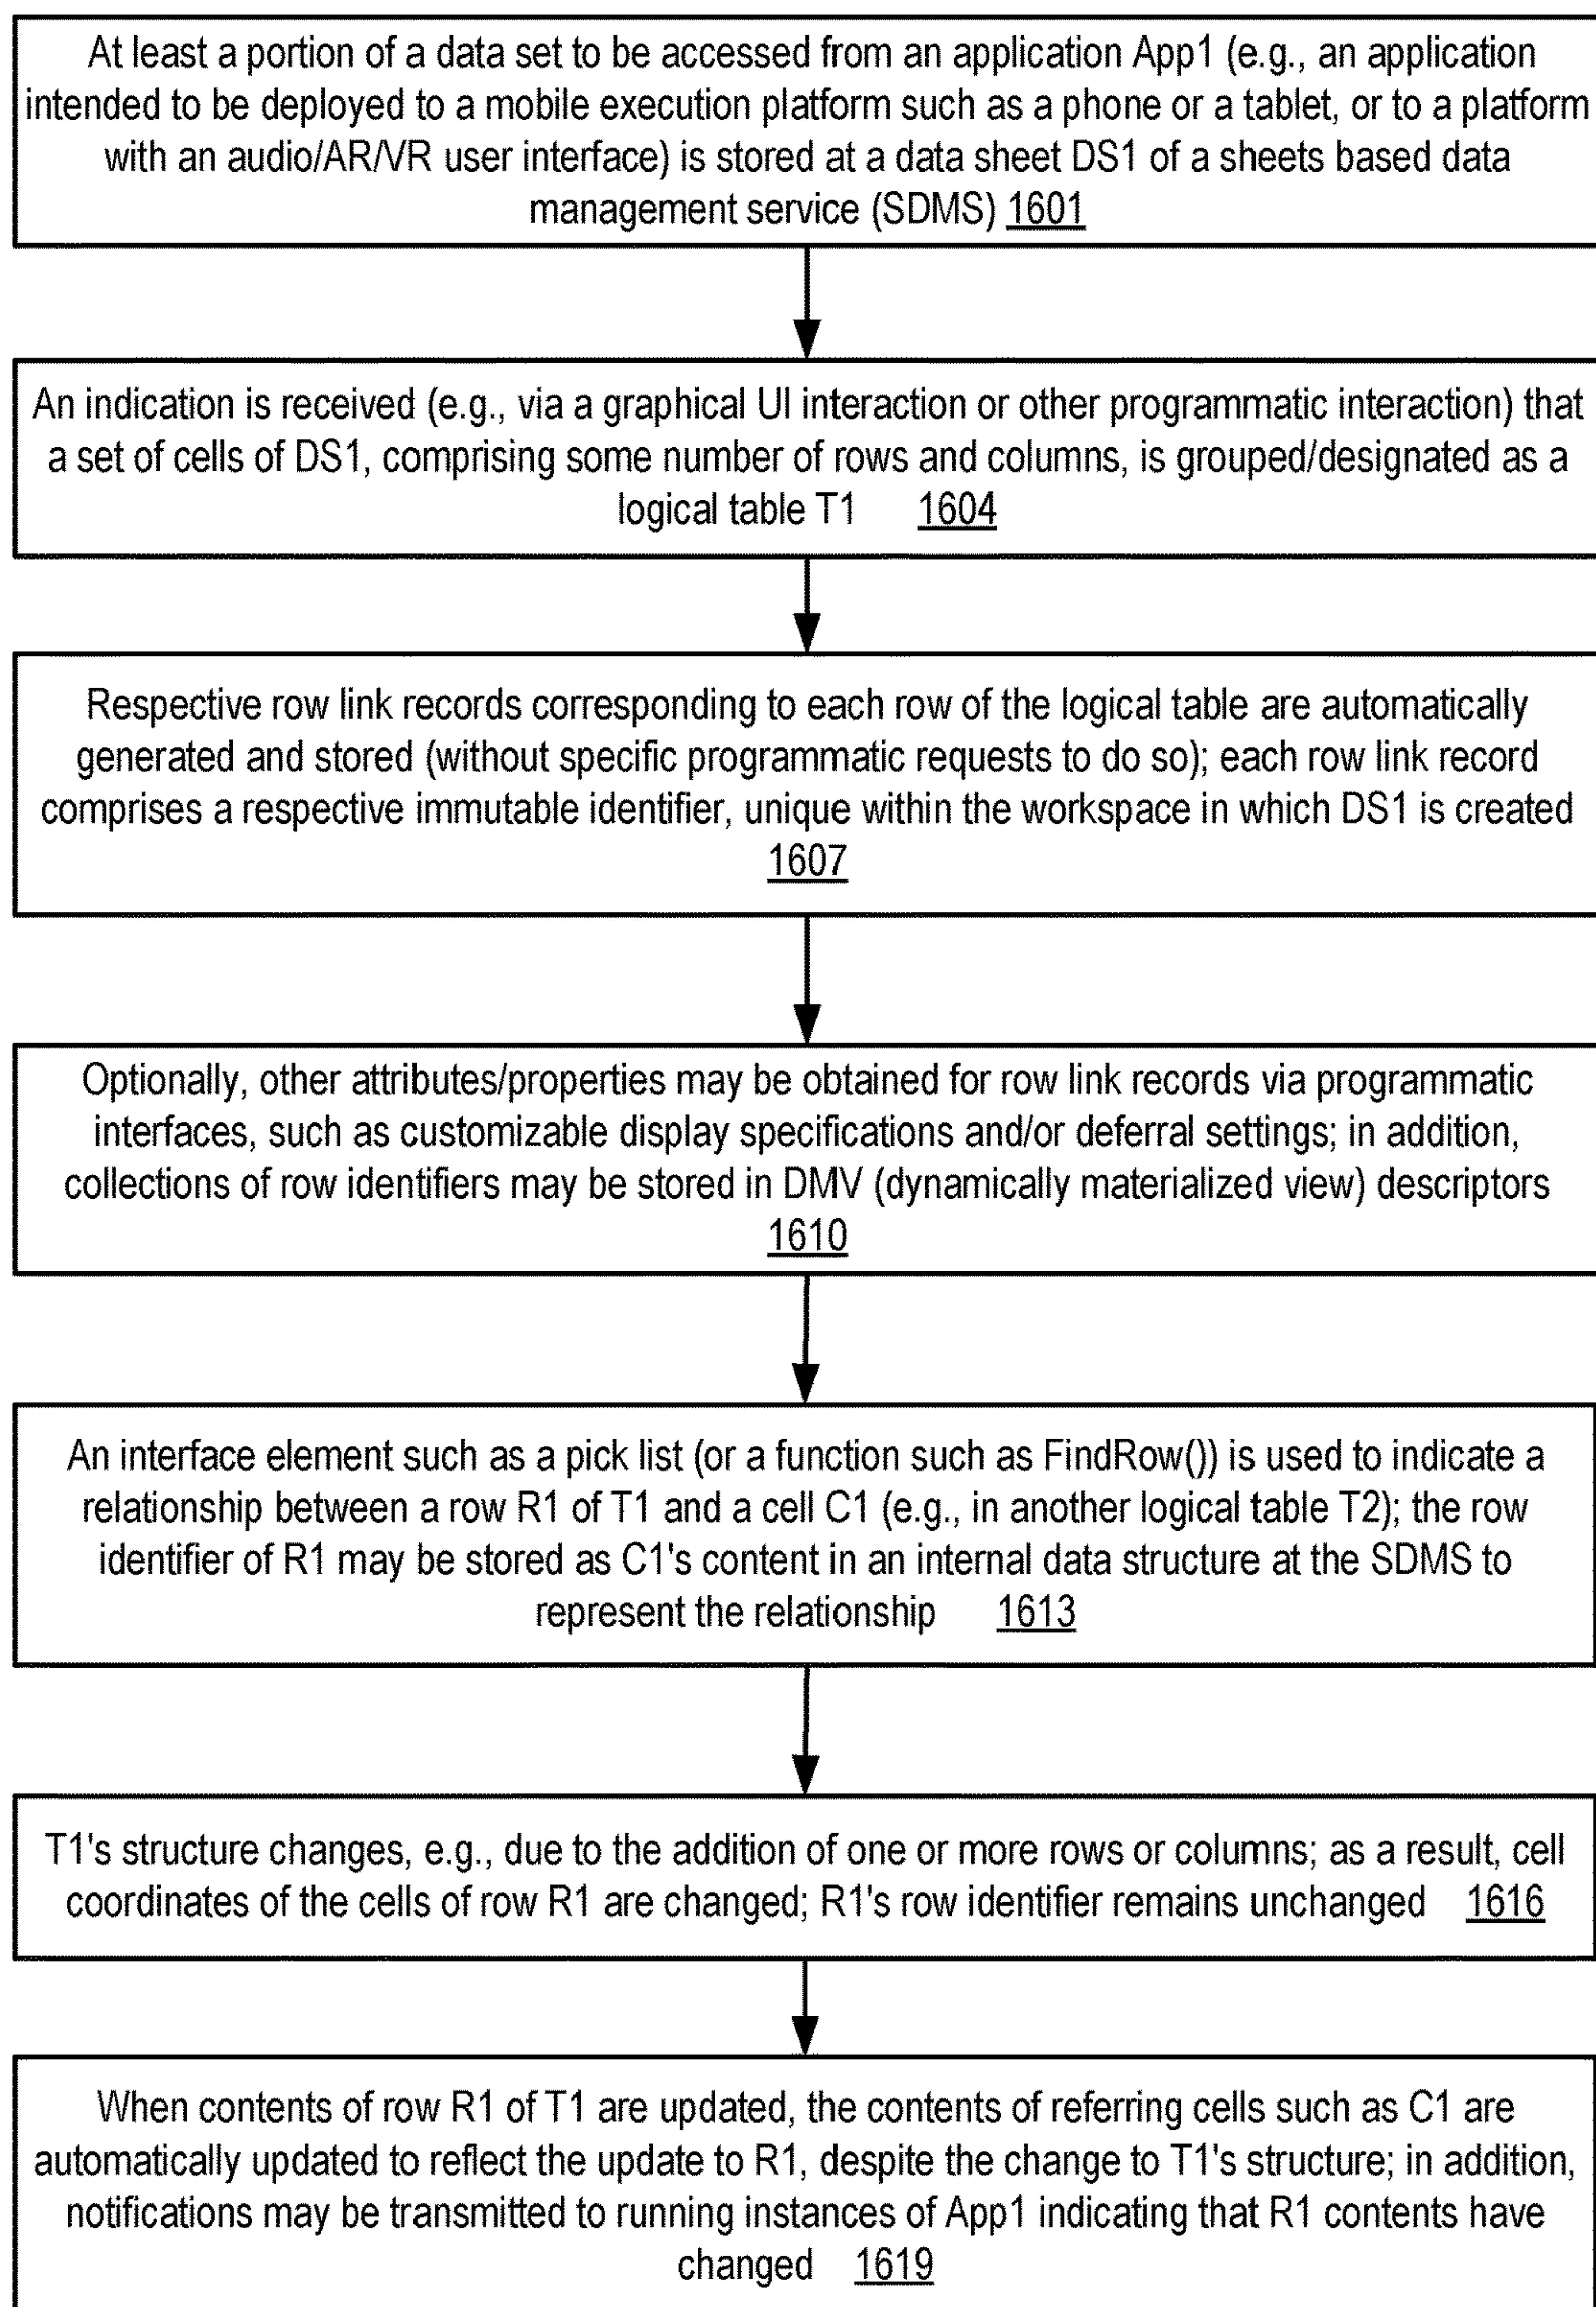 At least a portion of a data set to be accessed from an application App1 (e.g., an application
intended to be deployed to a mobile execution platform such as a phone or a tablet, or to a platform
with an audio/AR/VR user interface) is stored at a data sheet DS1 of a sheets based data
management service (SDMS) 1601
An indication is received (e.g., via a graphical UI interaction or other programmatic interaction) that
a set of cells of DS1, comprising some number of rows and columns, is grouped/designated as a
logical table T1 1604
Respective row link records corresponding to each row of the logical table are automatically
generated and stored (without specific programmatic requests to do so); each row link record
comprises a respective immutable identifier, unique within the workspace in which DS1 is created
1607
Optionally, other attributes/properties may be obtained for row link records via programmatic
interfaces, such as customizable display specifications and/or deferral settings; in addition,
collections of row identifiers may be stored in DMV (dynamically materialized view) descriptors
1610
An interface element such as a pick list (or a function such as FindRow()) is used to indicate a
relationship between a row R1 of T1 and a cell C1 (e.g., in another logical table T2); the row
identifier of R1 may be stored as C1's content in an internal data structure at the SDMS to
represent the relationship 1613
T1's structure changes, e.g., due to the addition of one or more rows or columns; as a result, cell
coordinates of the cells of row R1 are changed; R1's row identifier remains unchanged 1616
When contents of row R1 of T1 are updated, the contents of referring cells such as C1 are
automatically updated to reflect the update to R1, despite the change to T1's structure; in addition,
notifications may be transmitted to running instances of App1 indicating that R1 contents have
changed 1619